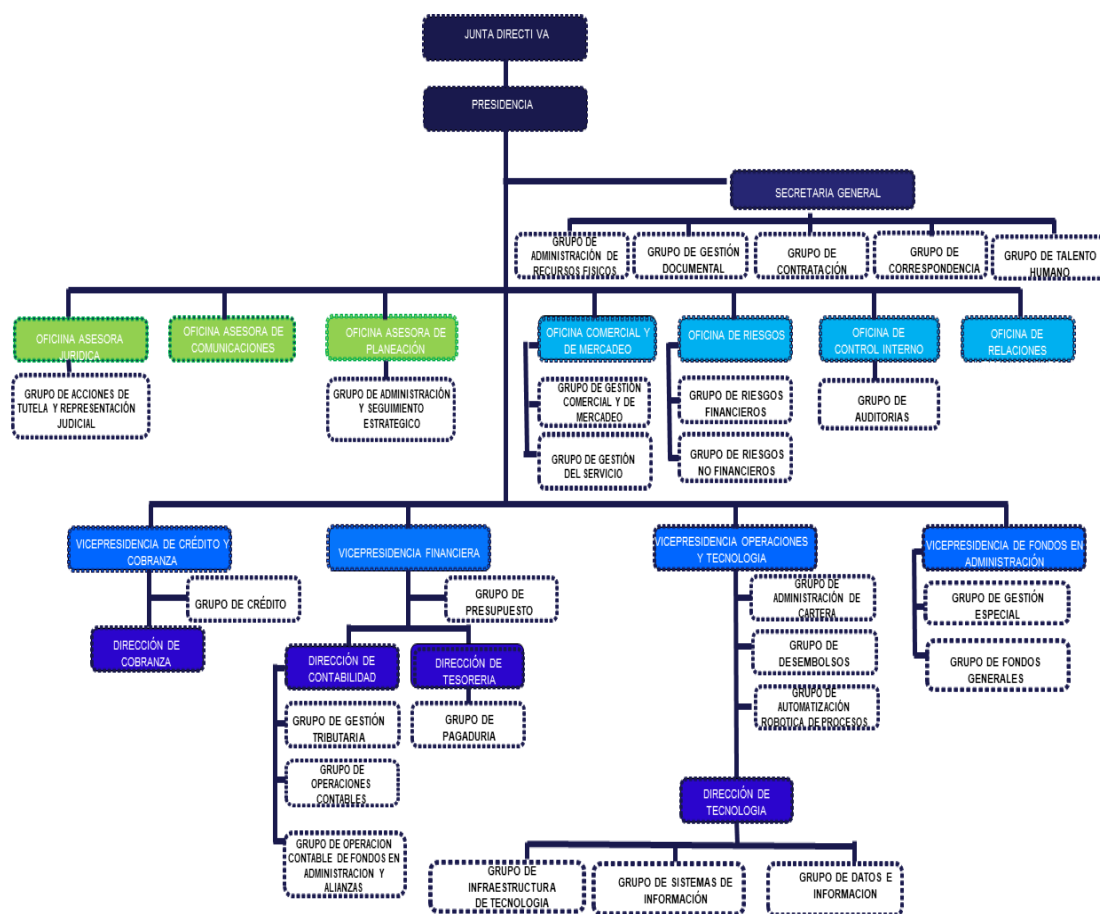 JUNTA DIRECTI VA
PRESIDENCIA
SECRETARIA GENERAL
GRUPO DE
ADMINISTRACIÓN DE
RECURSOS FISICOS
GRUPO DE GESTIÓN
DOCUMENTAL
GRUPO DE
CONTRATACIÓN
GRUPO DE
CORRESPONDENCIA
GRUPO DE TALENTO
HUMANO
OFICINA ASESORA
JURIDICA
OFICINA ASESORA DE
COMUNICACIONES
OFICINA ASESORA DE
PLANEACIÓN
OFICINA COMERCIAL Y
DE MERCADEO
OFICINA DE RIESGOS
OFICINA DE
CONTROL INTERNO
OFICINA DE
RELACIONES
GRUPO DE ACCIONES DE
TUTELA Y REPRESENTACIÓN
JUDICIAL
GRUPO DE ADMINISTRACIÓN
Y SEGUIMIENTO
ESTRATEGICO
GRUPO DE GESTIÓN
COMERCIAL Y DE
MERCADEO
GRUPO DE RIESGOS
FINANCIEROS
GRUPO DE
AUDITORIAS
GRUPO DE GESTIÓN
DEL SERVICIO
GRUPO DE RIESGOS
NO FINANCIEROS
VICEPRESIDENCIA DE CRÉDITO Y
COBRANZA
VICEPRESIDENCIA FINANCIERA
VICEPRESIDENCIA OPERACIONES
Y TECNOLOGIA
VICEPRESIDENCIA DE FONDOS EN
ADMINISTRACIÓN
GRUPO DE CRÉDITO
GRUPO DE
PRESUPUESTO
GRUPO DE
ADMINISTRACIÓN DE
CARTERA
GRUPO DE GESTIÓN
ESPECIAL
DIRECCIÓN DE
COBRANZA
DIRECCIÓN DE
CONTABILIDAD
DIRECCIÓN DE
TESORERIA
GRUPO DE
DESEMBOLSOS
GRUPO DE FONDOS
GENERALES
GRUPO DE GESTIÓN
TRIBUTARIA
GRUPO DE
PAGADURIA
GRUPO DE
AUTOMATIZACIÓN
ROBOTICA DE PROCESOS
GRUPO DE
OPERACIONES
CONTABLES
DIRECCIÓN DE
TECNOLOGIA
GRUPO DE OPERACION
CONTABLE DE FONDOS EN
ADMINISTRACION Y
ALIANZAS
GRUPO DE
INFRAESTRUCTURA
DE TECNOLOGIA
GRUPO DE SISTEMAS DE
INFORMACIÓN
GRUPO DE DATOS E
INFORMACION